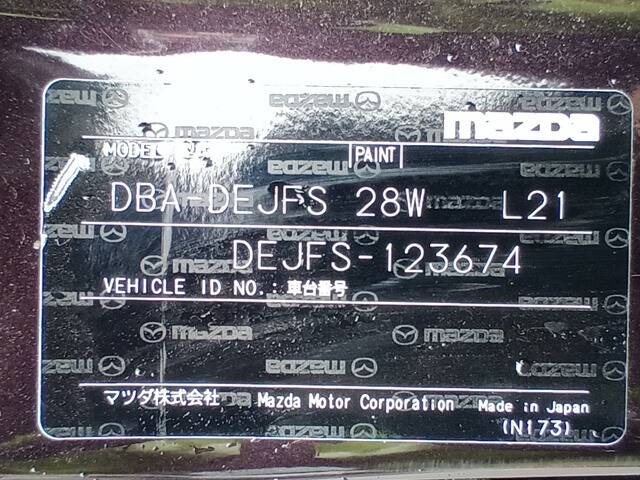 mazda
MODEL PAINT
DBA-DEJFS 28W L21
DEJFS-123674
VEHICLE ID NO.:車台番号
マツダ株式会社 Mazda Motor Corporation Made in Japan
(N173)